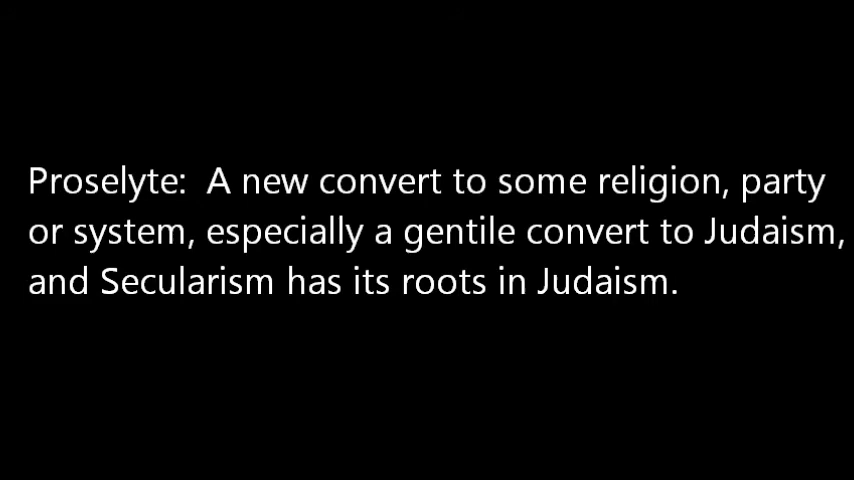 Proselyte:  A new convert to some religion, party
or system, especially a gentile convert to Judaism,
and Secularism has its roots in Judaism.